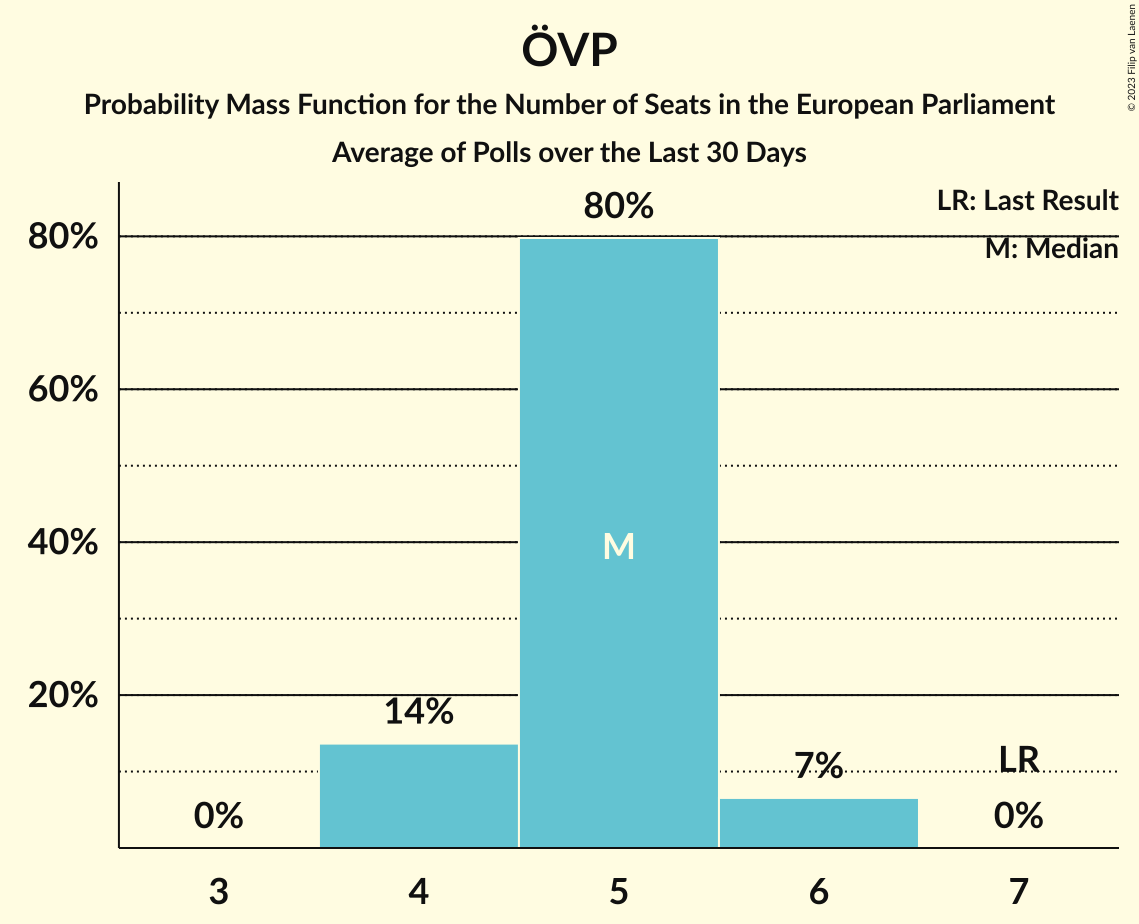 ÖVP
Probability Mass Function for the Number of Seats in the European Parliament
Average of Polls over the Last 30 Days
© 2023 Filip van Laenen
LR: Last Result
M: Median
80%
60%
40%
20%
0%
14%
80%
M
7%
LR
0%
3 4 5 6 7